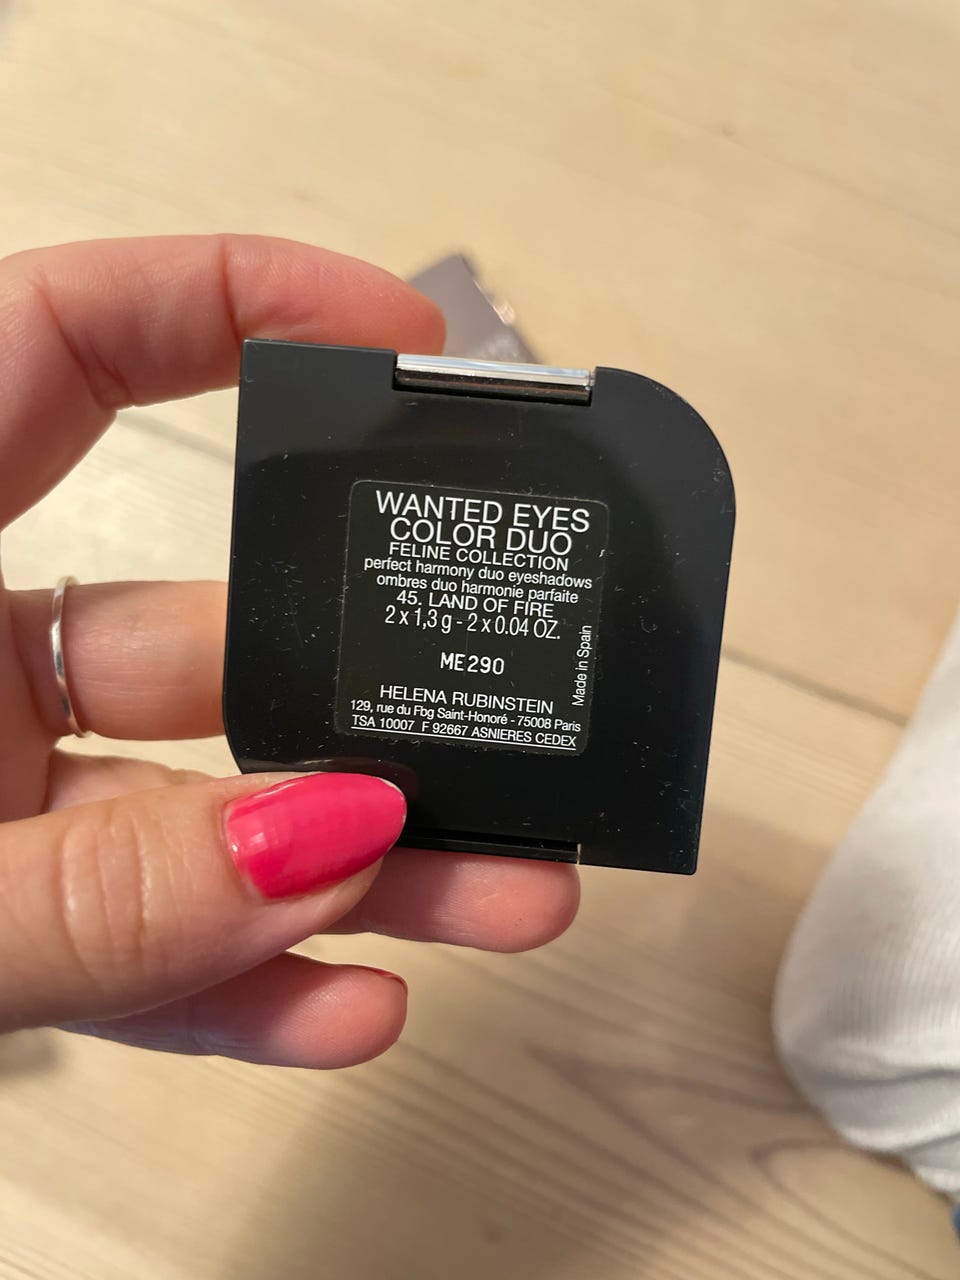 WANTED EYES
COLOR DUO
FELINE COLLECTION
perfect harmony duo eyeshadows
ombres duo harmonie parfaite
45. LAND OF FIRE
2 x 1,3 g - 2 x 0.04 OZ.
ME290
Made in Spain
HELENA RUBINSTEIN
129, rue du Fbg Saint-Honoré - 75008 Paris
TSA 10007 F 92667 ASNIERES CEDEX